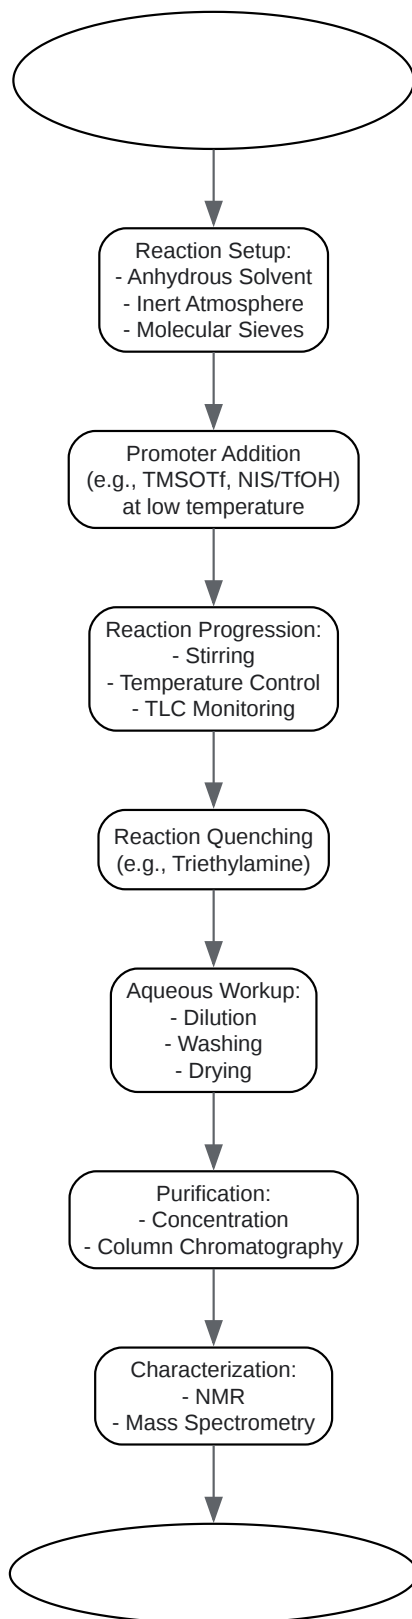 Reaction Setup:
- Anhydrous Solvent
- Inert Atmosphere
- Molecular Sieves
Promoter Addition
(e.g., TMSOTf, NIS/TfOH)
at low temperature
Reaction Progression:
- Stirring
- Temperature Control
- TLC Monitoring
Reaction Quenching
(e.g., Triethylamine)
Aqueous Workup:
- Dilution
- Washing
- Drying
Purification:
- Concentration
- Column Chromatography
Characterization:
- NMR
- Mass Spectrometry